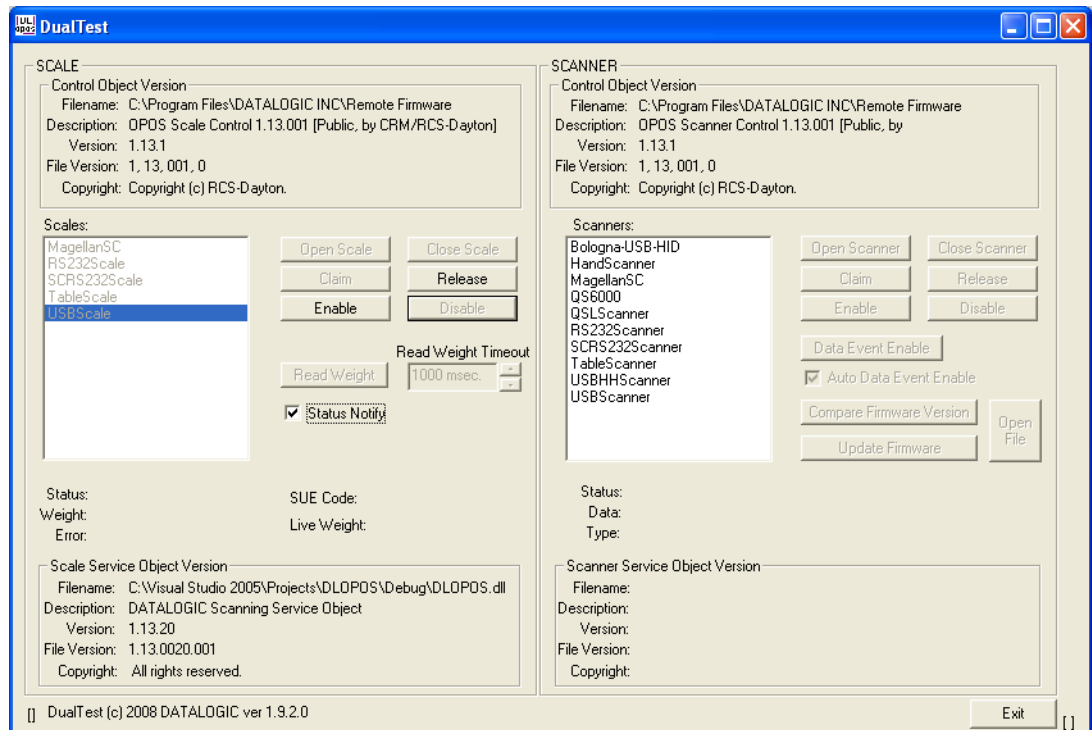 UL opos DualTest
SCALE
Control Object Version
Filename: C:\Program Files\DATALOGIC INC\Remote Firmware
Description: OPOS Scale Control 1.13.001 [Public, by CRM/RCS-Dayton]
Version: 1.13.1
File Version: 1, 13, 001, 0
Copyright: Copyright (c) RCS-Dayton.
Scales:
MagellanSC
RS232Scale
SCRS232Scale
TableScale
USBScale
Open Scale
Close Scale
Claim
Release
Enable
Disable
Read Weight Timeout
Read Weight
1000 msec.
Status Notify
Status:
Weight:
Error:
SUE Code:
Live Weight:
Scale Service Object Version
Filename: C:\Visual Studio 2005\Projects\DLOPOS\Debug\DLOPOS.dll
Description: DATALOGIC Scanning Service Object
Version: 1.13.20
File Version: 1.13.0020.001
Copyright: All rights reserved.
SCANNER
Control Object Version
Filename: C:\Program Files\DATALOGIC INC\Remote Firmware
Description: OPOS Scanner Control 1.13.001 [Public, by
Version: 1.13.1
File Version: 1, 13, 001, 0
Copyright: Copyright (c) RCS-Dayton.
Scanners:
Bologna-USB-HID
HandScanner
MagellanSC
QS6000
QSLScanner
RS232Scanner
SCRS232Scanner
TableScanner
USBHHScanner
USBScanner
Open Scanner
Close Scanner
Claim
Release
Enable
Disable
Data Event Enable
Auto Data Event Enable
Compare Firmware Version
Update Firmware
Open
File
Status:
Data:
Type:
Scanner Service Object Version
Filename:
Description:
Version:
File Version:
Copyright:
[] DualTest (c) 2008 DATALOGIC ver 1.9.2.0
Exit
[ ]